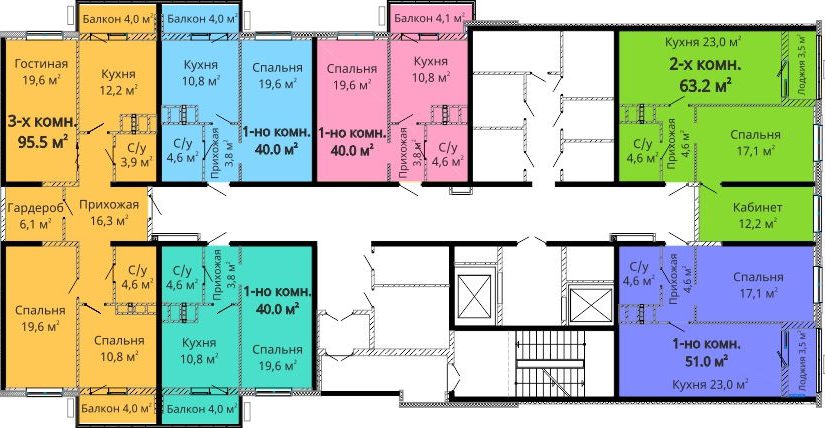 Балкон 4,0 м²
Балкон 4,0 м²
Балкон 4,1 м²
Гостиная
19,6 м²
Кухня
12,2 м²
3-х комн.
95.5 м²
С/у
3,9 м²
Кухня
10,8 м²
Спальня
19,6 м²
С/у
4,6 м²
Прихожая
3,8 м²
1-но комн.
40.0 м²
Спальня
19,6 м²
Кухня
10,8 м²
1-но комн.
40.0 м²
Прихожая
3,8 м²
С/у
4,6 м²
Кухня 23,0 м²
2-х комн.
63.2 м²
Лоджия 3,5 м²
С/у
4,6 м²
Прихожая
4,6 м²
Спальня
17,1 м²
Гардероб
6,1 м²
Прихожая
16,3 м²
Кабинет
12,2 м²
С/у
4,6 м²
Спальня
19,6 м²
Спальня
10,8 м²
С/у
4,6 м²
Прихожая
3,8 м²
1-но комн.
40.0 м²
Кухня
10,8 м²
Спальня
19,6 м²
С/у
4,6 м²
Прихожая
4,6 м²
Спальня
17,1 м²
1-но комн.
51.0 м²
Кухня 23,0 м²
Лоджия 3,5 м²
Балкон 4,0 м²
Балкон 4,0 м²